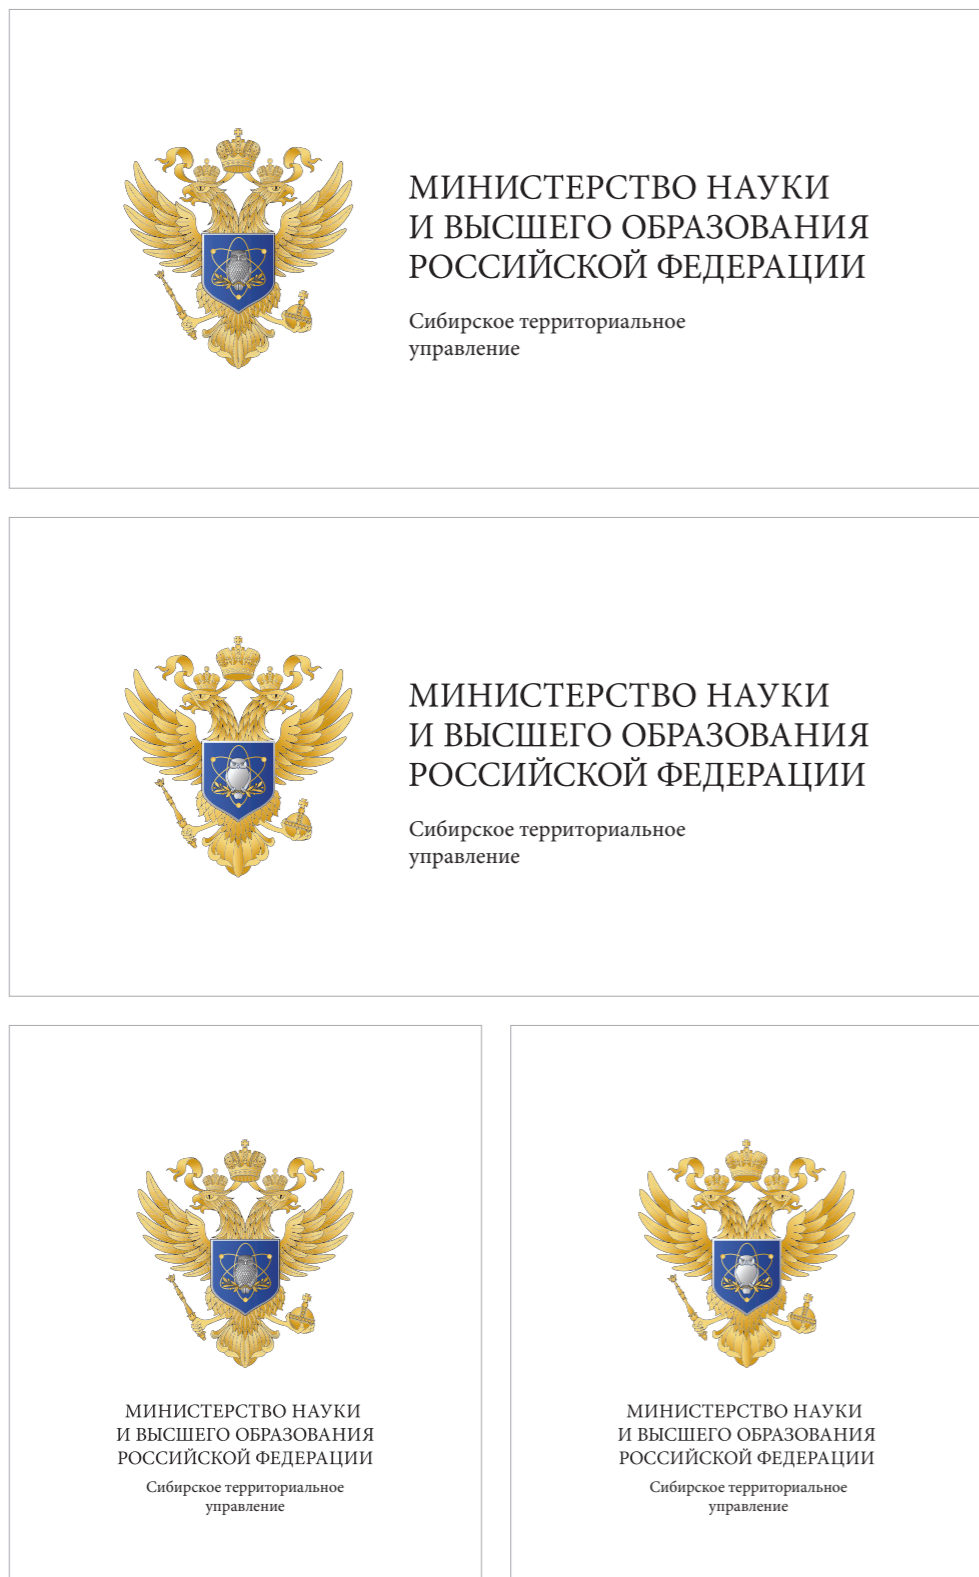 МИНИСТЕРСТВО НАУКИ
И ВЫСШЕГО ОБРАЗОВАНИЯ
РОССИЙСКОЙ ФЕДЕРАЦИИ
Сибирское территориальное
управление
МИНИСТЕРСТВО НАУКИ
И ВЫСШЕГО ОБРАЗОВАНИЯ
РОССИЙСКОЙ ФЕДЕРАЦИИ
Сибирское территориальное
управление
МИНИСТЕРСТВО НАУКИ
И ВЫСШЕГО ОБРАЗОВАНИЯ
РОССИЙСКОЙ ФЕДЕРАЦИИ
Сибирское территориальное
управление
МИНИСТЕРСТВО НАУКИ
И ВЫСШЕГО ОБРАЗОВАНИЯ
РОССИЙСКОЙ ФЕДЕРАЦИИ
Сибирское территориальное
управление